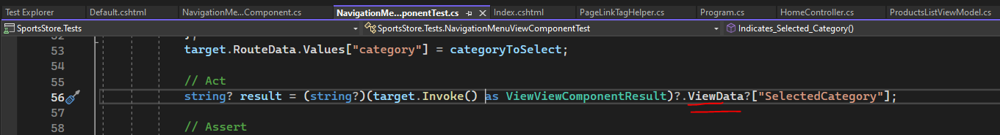 Test Explorer Default.cshtml NavigationMe...Component.cs NavigationMe...ponentTest.cs Index.cshtml PageLinkTagHelper.cs Program.cs HomeController.cs ProductsListViewModel.cs
SportsStore.Tests SportsStore.Tests.NavigationMenuViewComponentTest Indicates_Selected_Category()
52 };
53 target.RouteData.Values["category"] = categoryToSelect;
54
55 // Act
56 string? result = (string?)(target.Invoke() as ViewViewComponentResult)?.ViewData?["SelectedCategory"];
57
58 // Assert